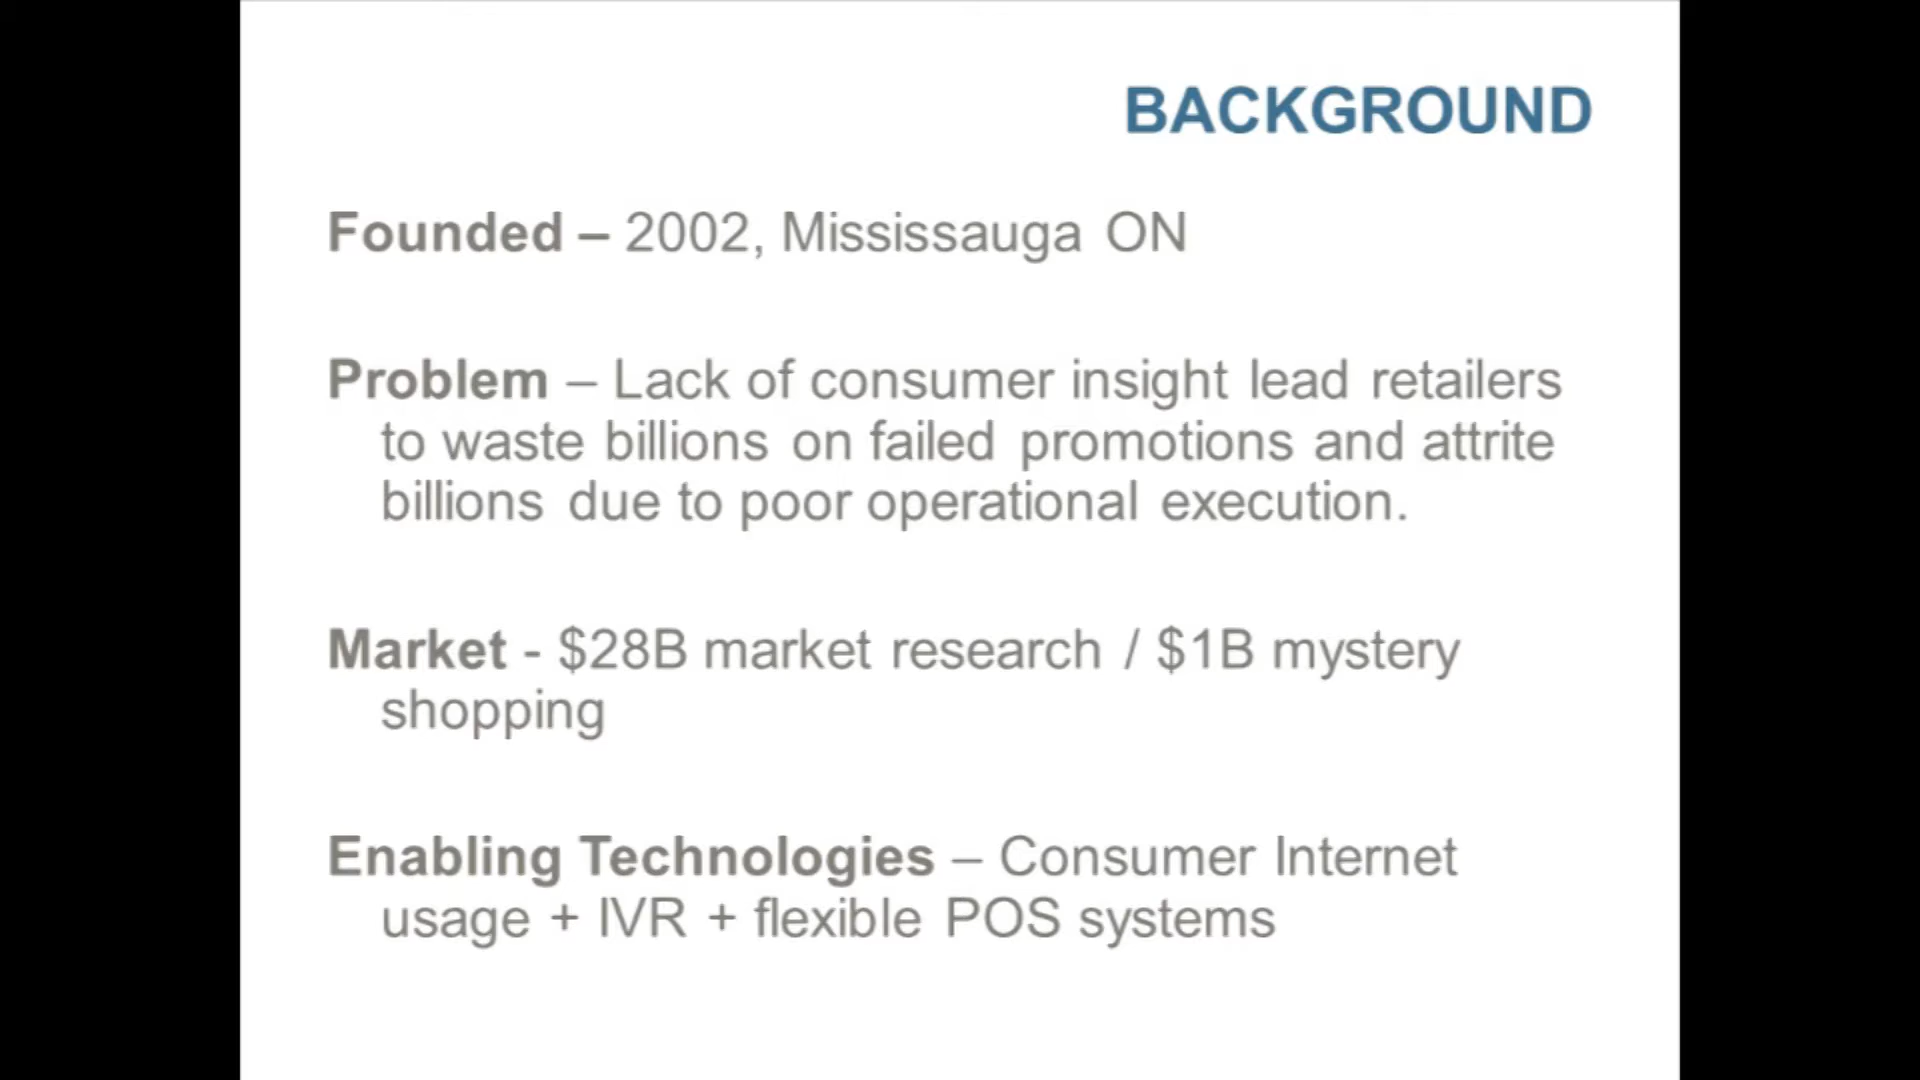 BACKGROUND
Founded – 2002, Mississauga ON
Problem – Lack of consumer insight lead retailers
to waste billions on failed promotions and attrite
billions due to poor operational execution.
Market - $28B market research / $1B mystery
shopping
Enabling Technologies – Consumer Internet
usage + IVR + flexible POS systems